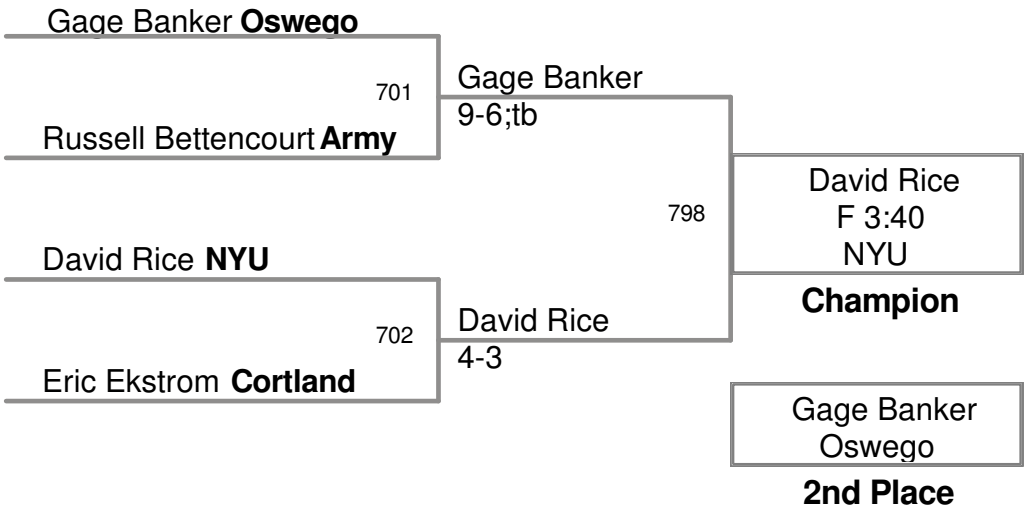 Gage Banker Oswego
701
Gage Banker
9-6;tb
Russell Bettencourt Army
798
David Rice
F 3:40
NYU
Champion
David Rice NYU
702
David Rice
4-3
Eric Ekstrom Cortland
Gage Banker
Oswego
2nd Place